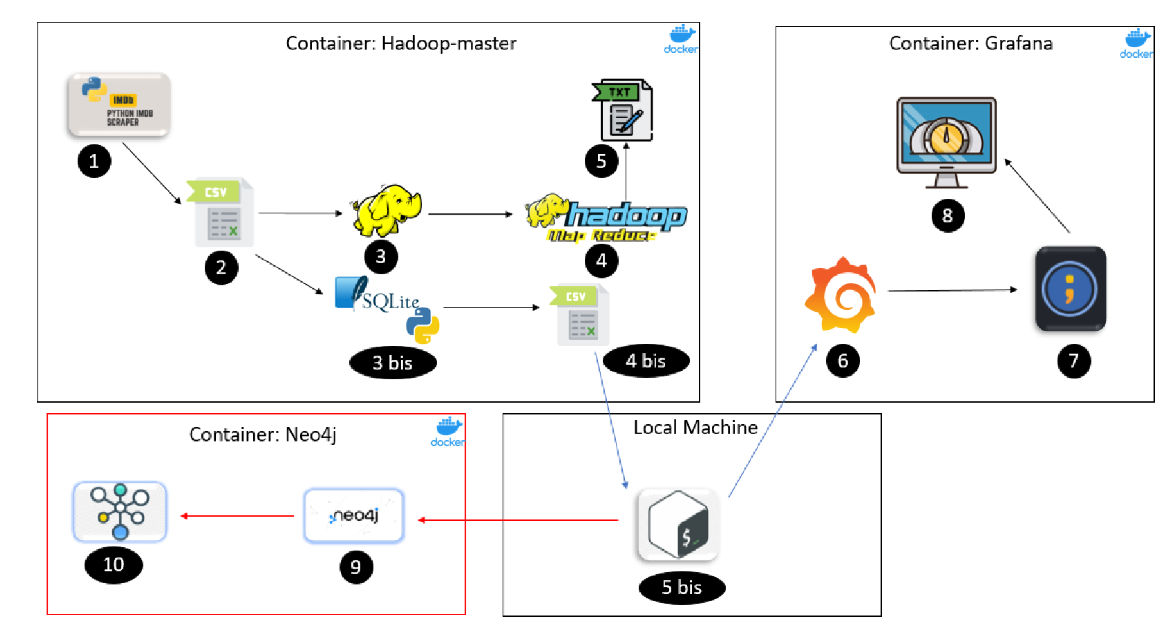 Container: Hadoop-master
docker
Container: Grafana
docker
IMDb
PYTHON IMDB
SCRAPER
1
TXT
5
CSV
2
3
hadoop
Map Reduce
4
8
SQLite
3 bis
CSV
4 bis
6
;
7
Container: Neo4j
docker
Local Machine
neo4j
10
9
$_
5 bis